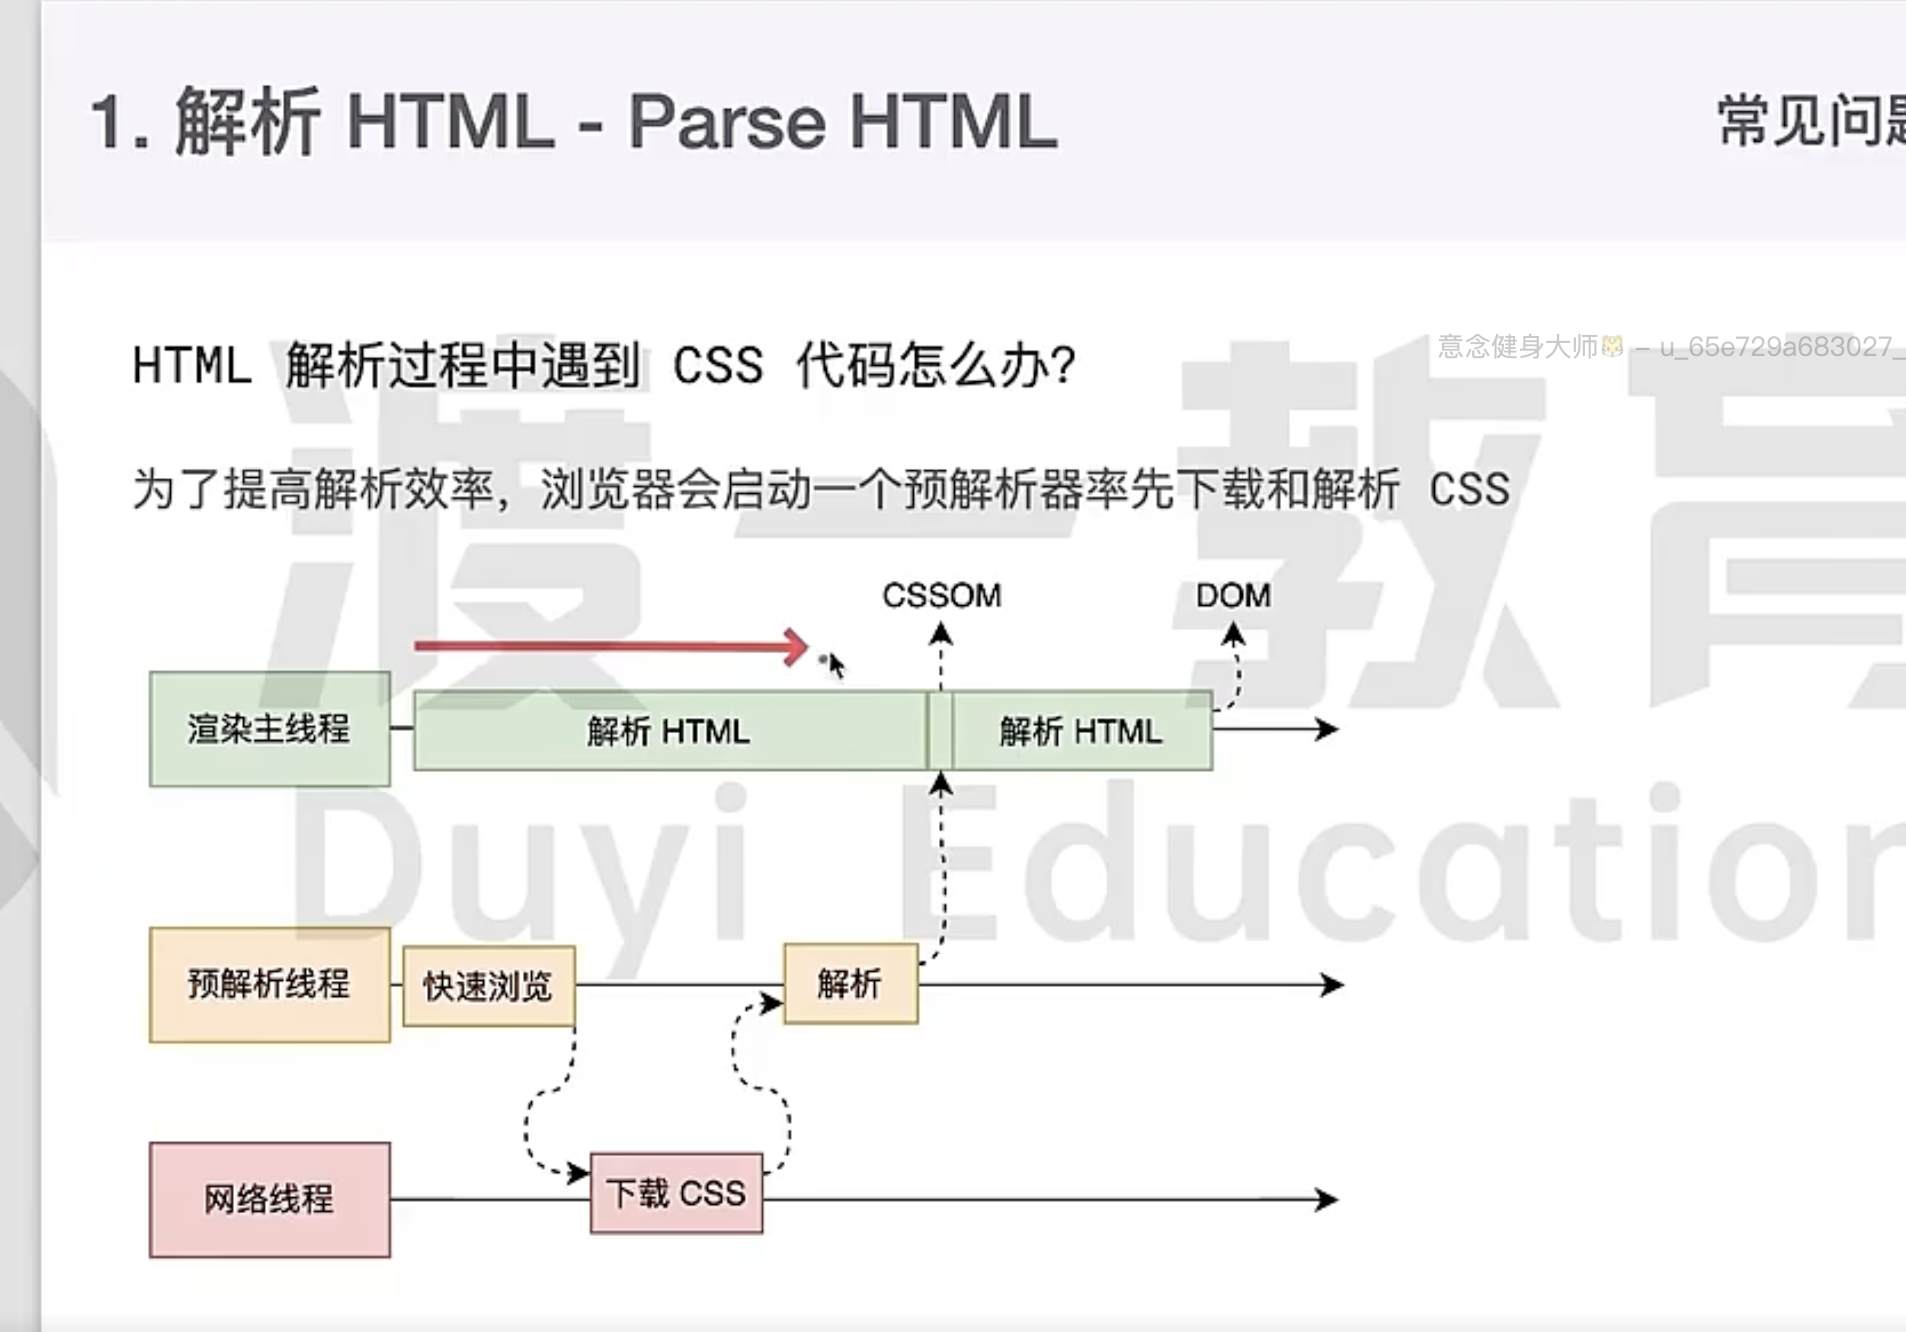 1. 解析 HTML - Parse HTML
常见问题
HTML 解析过程中遇到 CSS 代码怎么办？
意念健身大师🐯 – u_65e729a683027_
为了提高解析效率，浏览器会启动一个预解析器率先下载和解析 CSS
渡一教育
Duyi Education
CSSOM
DOM
渲染主线程
解析 HTML
解析 HTML
预解析线程
快速浏览
解析
网络线程
下载 CSS